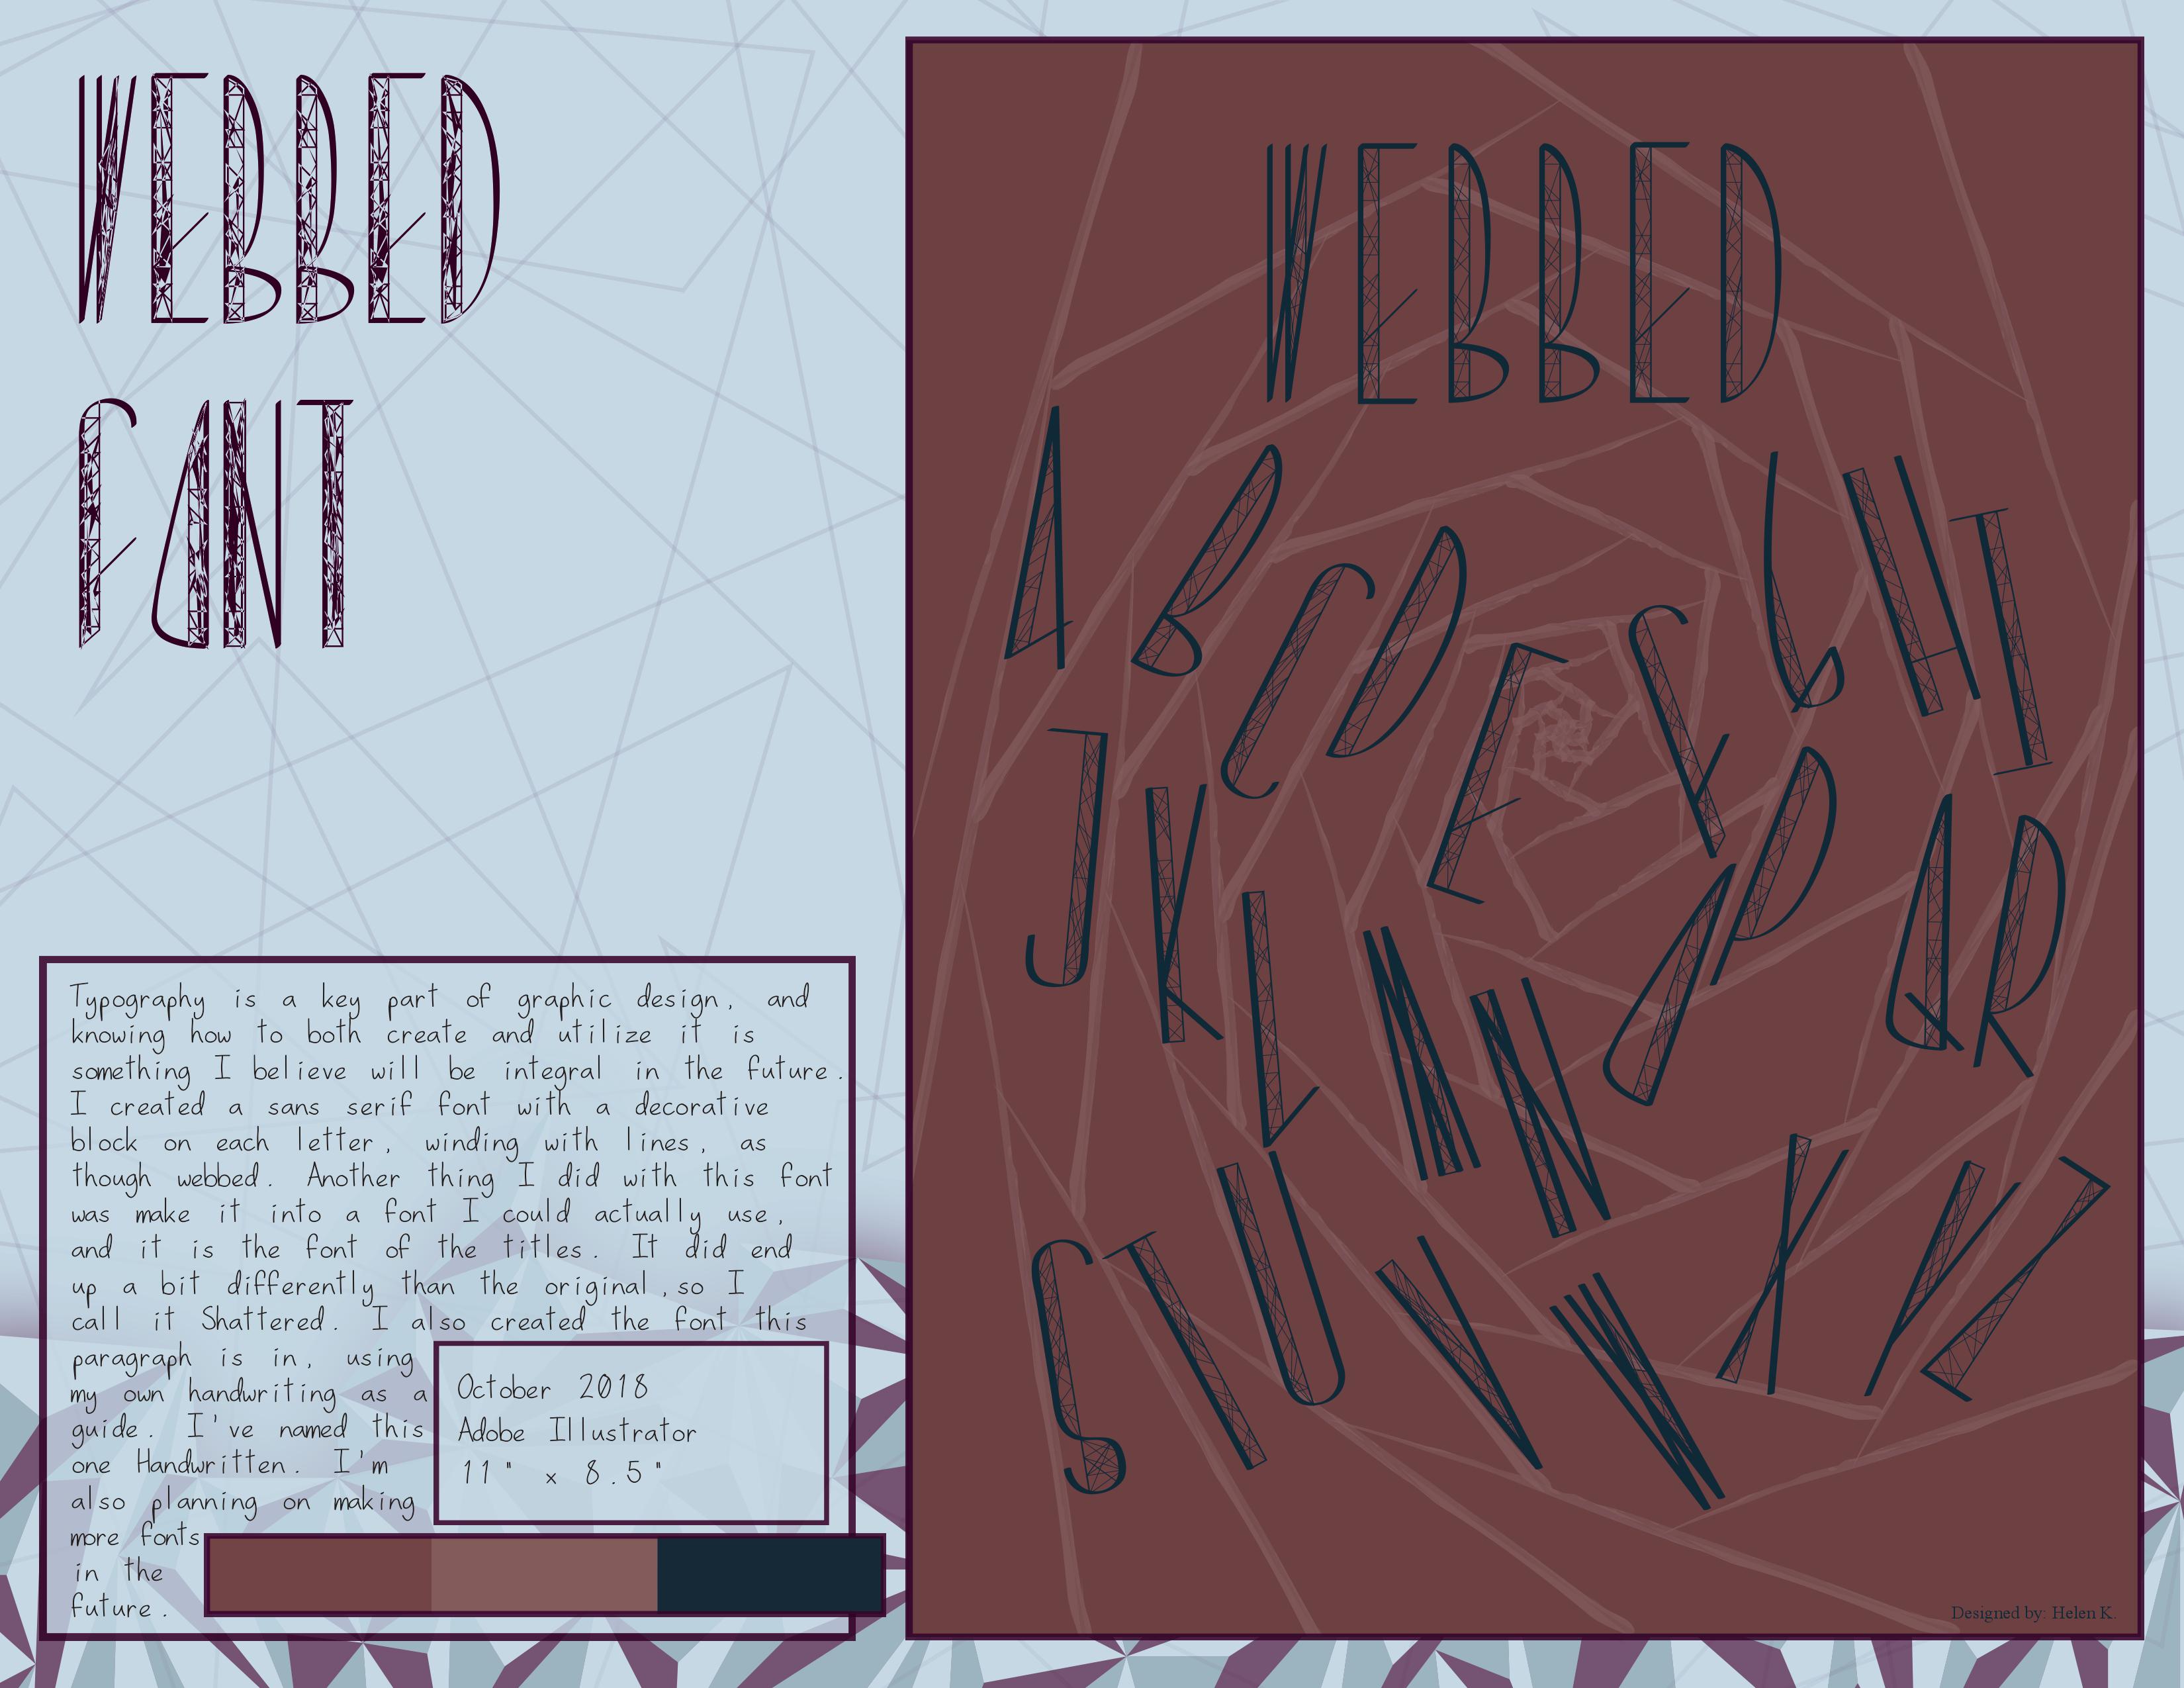 WEBBED
FONT
Typography is a key part of graphic design, and
knowing how to both create and utilize it is
something I believe will be integral in the future.
I created a sans serif font with a decorative
block on each letter, winding with lines, as
though webbed. Another thing I did with this font
was make it into a font I could actually use,
and it is the font of the titles. It did end
up a bit differently than the original,so I
call it Shattered. I also created the font this
paragraph is in, using
my own handwriting as a
guide. I've named this
one Handwritten. I'm
also planning on making
more fonts
in the
future.
October 2018
Adobe Illustrator
11" x 8.5"
WEBBED
A B C D E F G H I
J K L M N O P Q R
S T U V W X Y Z
Designed by: Helen K.